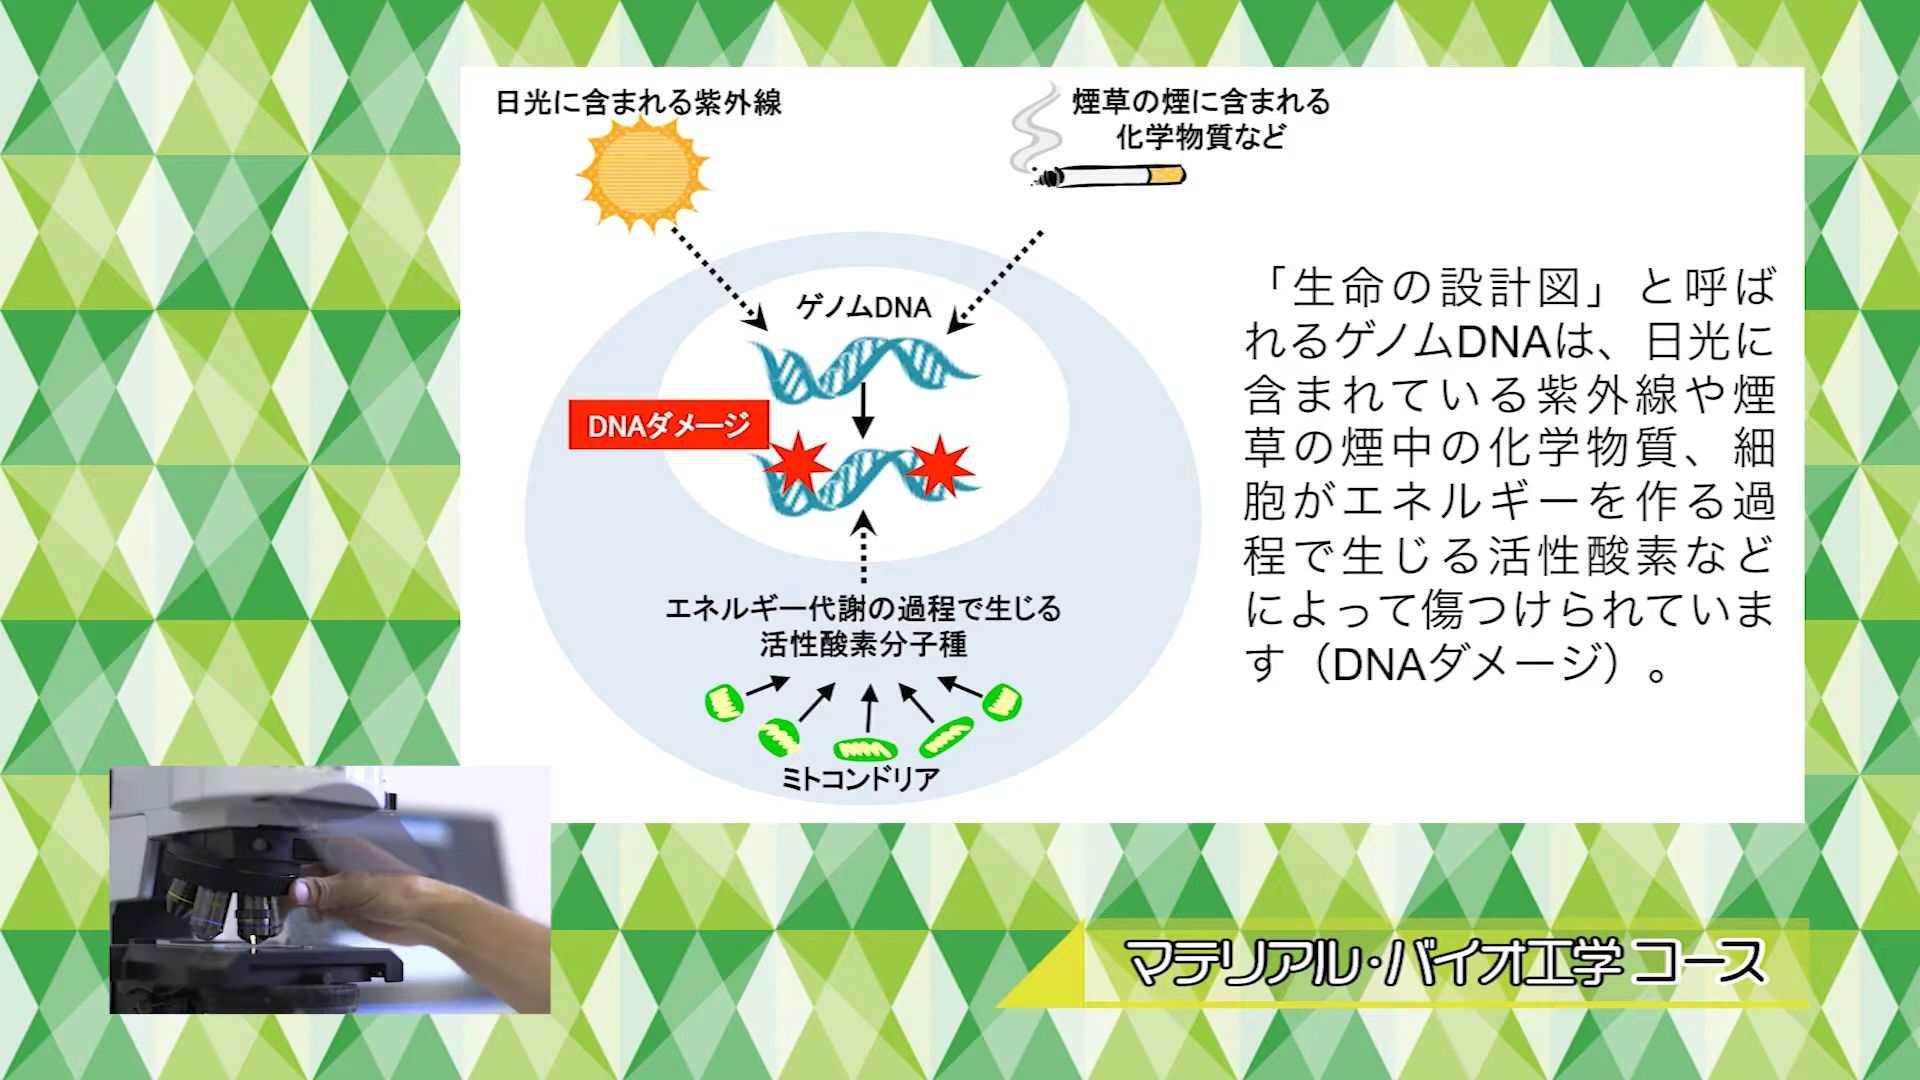 日光に含まれる紫外線
煙草の煙に含まれる
化学物質など
ゲノムDNA
DNAダメージ
エネルギー代謝の過程で生じる
活性酸素分子種
ミトコンドリア
「生命の設計図」と呼ば
れるゲノムDNAは、日光に
含まれている紫外線や煙
草の煙中の化学物質、細
胞がエネルギーを作る過
程で生じる活性酸素など
によって傷つけられていま
す（DNAダメージ）。
マテリアル・バイオ工学 コース